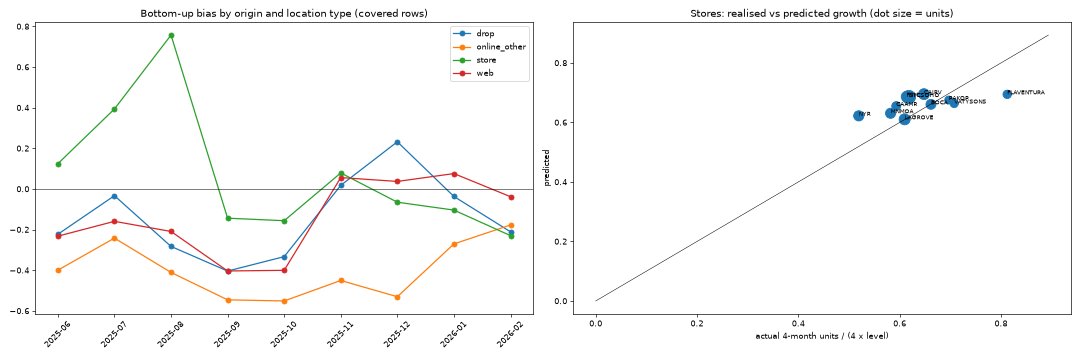 Bottom-up bias by origin and location type (covered rows)
0.8
0.6
0.4
0.2
0.0
−0.2
−0.4
−0.6
drop
online_other
store
web
2025-06
2025-07
2025-08
2025-09
2025-10
2025-11
2025-12
2026-01
2026-02
Stores: realised vs predicted growth (dot size = units)
predicted
0.8
0.6
0.4
0.2
0.0
FLAVENTURA
VATYSONS
NYR
LAGROVE
0.0
0.2
0.4
0.6
0.8
actual 4-month units / (4 x level)